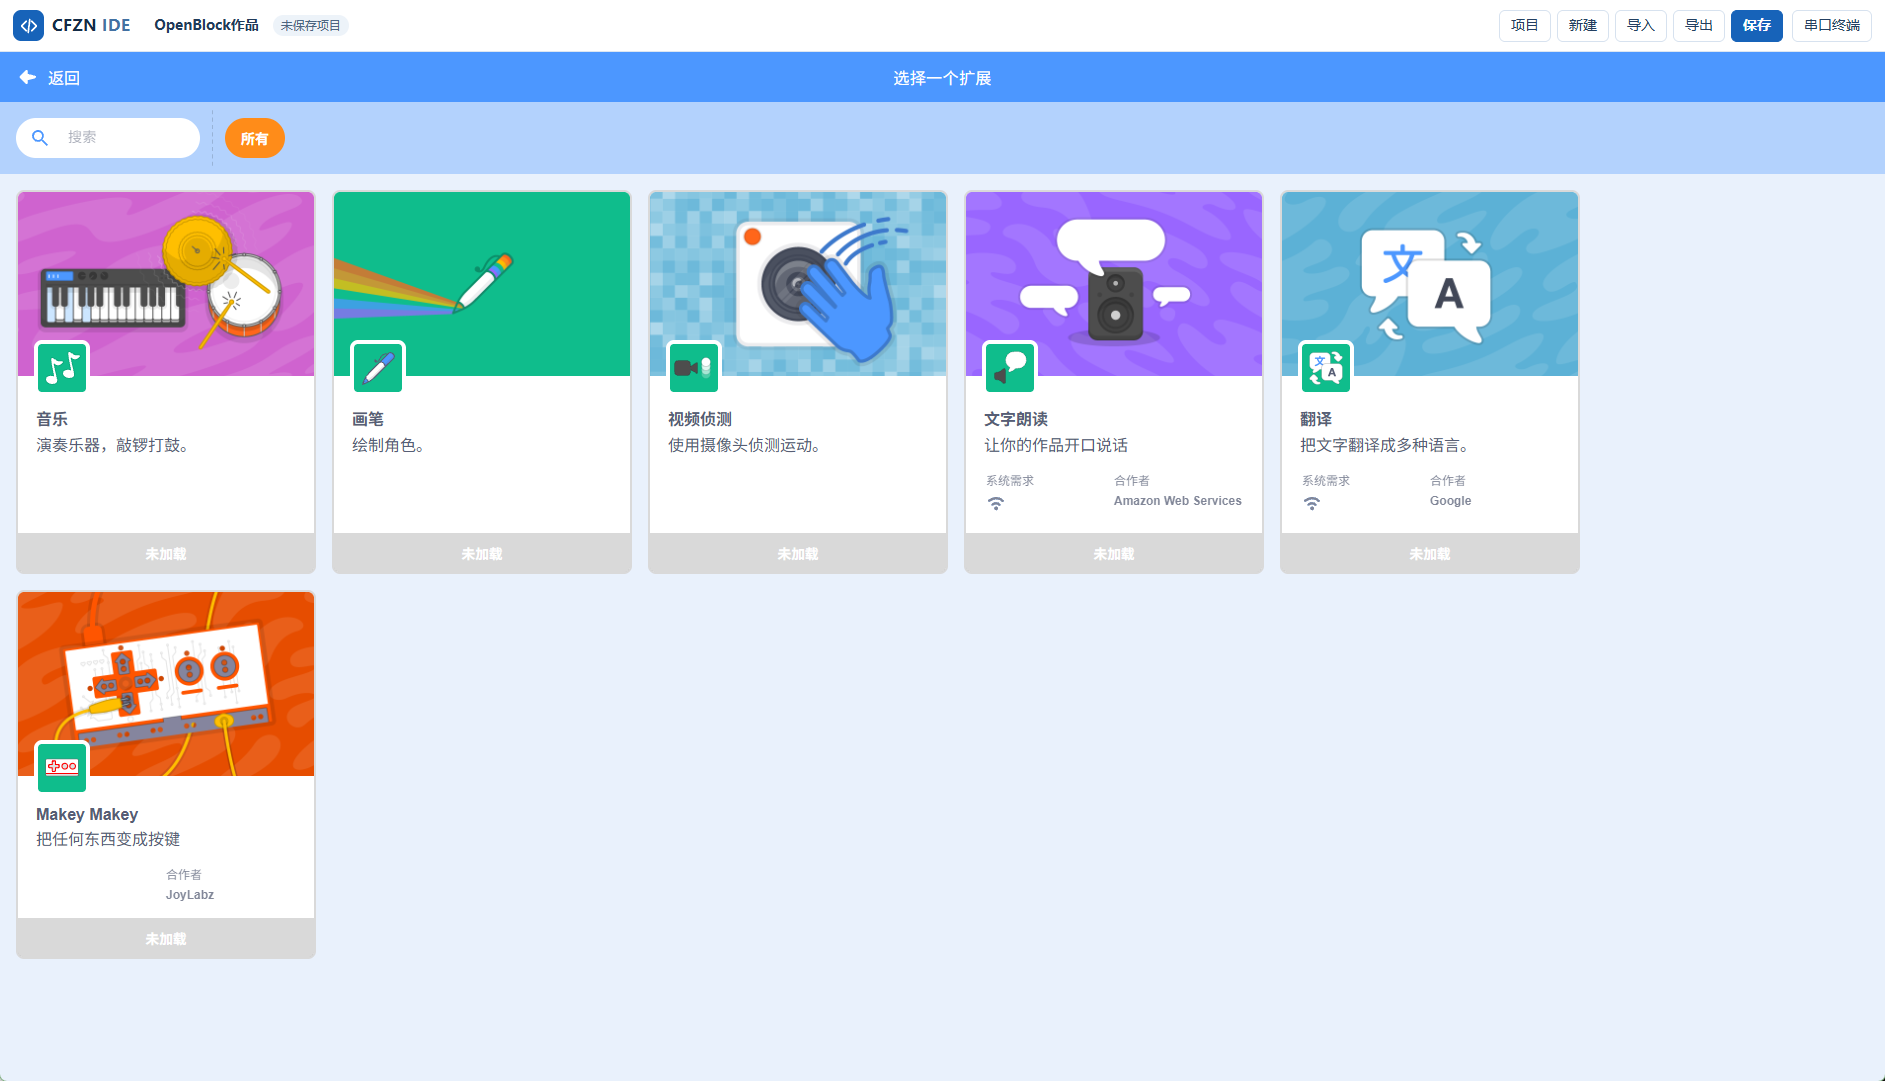 CFZN IDE
OpenBlock作品
未保存项目
项目
新建
导入
导出
保存
串口终端
返回
选择一个扩展
搜索
所有
音乐
演奏乐器，敲锣打鼓。
未加载
画笔
绘制角色。
未加载
视频侦测
使用摄像头侦测运动。
未加载
文字朗读
让你的作品开口说话
系统需求
合作者
Amazon Web Services
未加载
文
A
文
A
翻译
把文字翻译成多种语言。
系统需求
合作者
Google
未加载
Makey Makey
把任何东西变成按键
合作者
JoyLabz
未加载